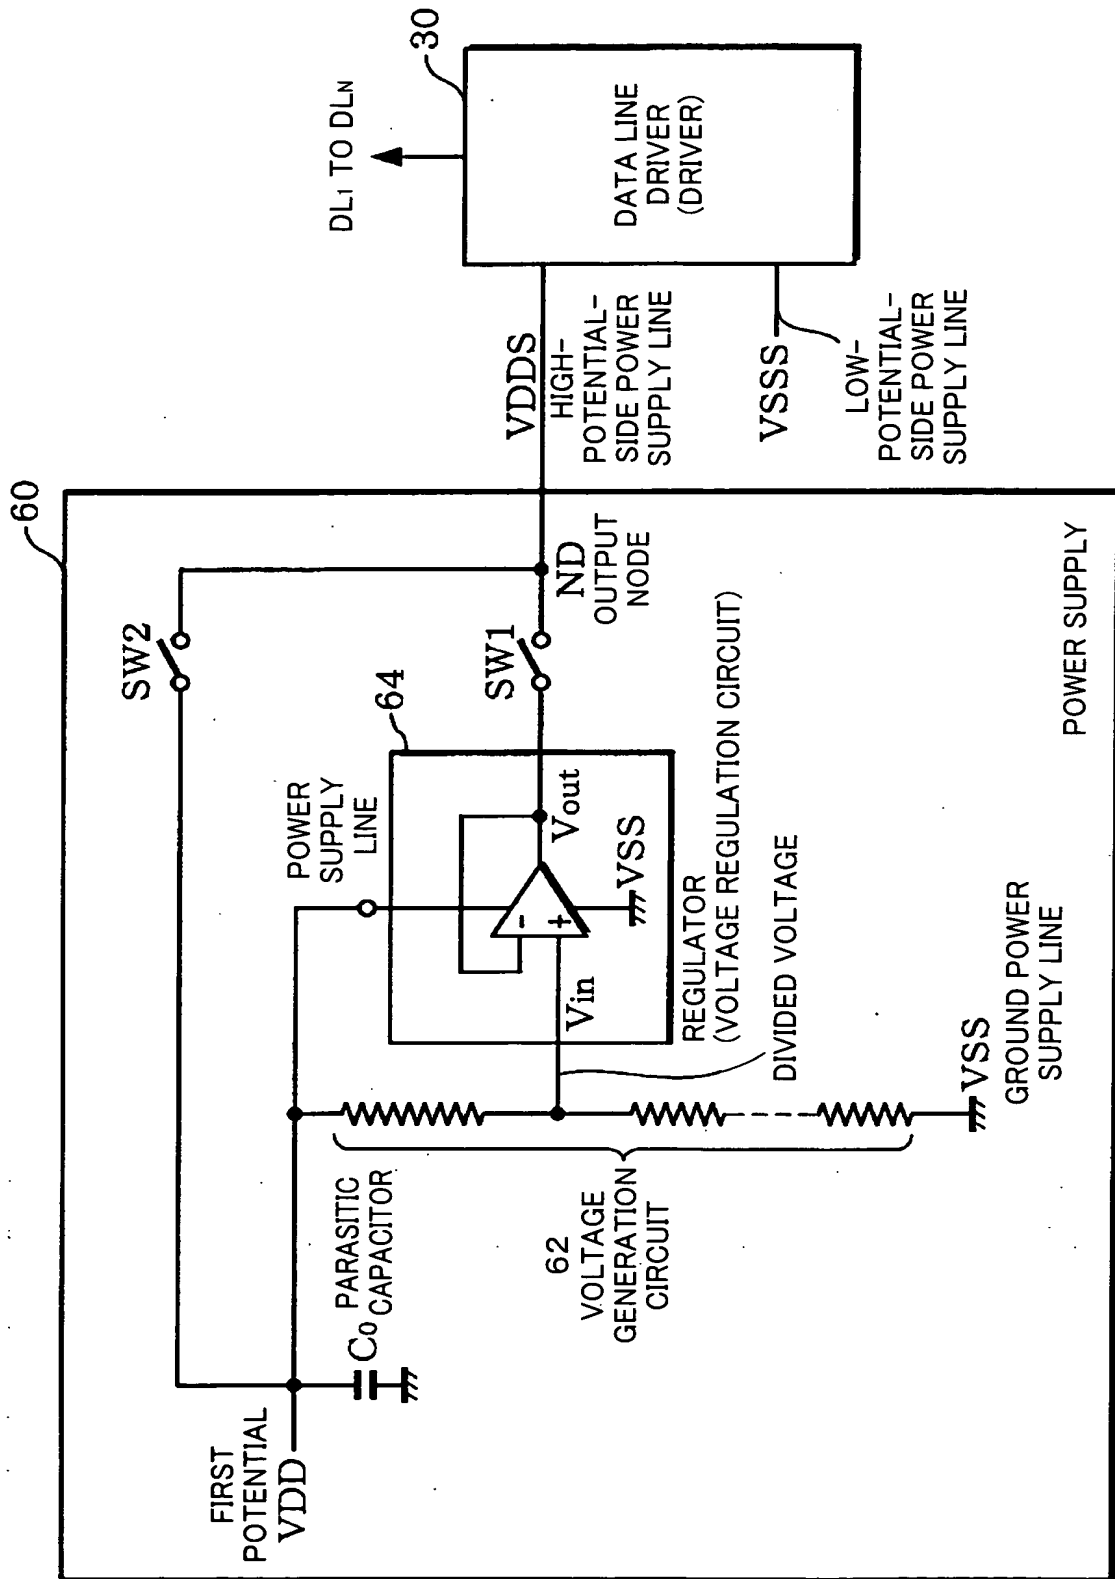 60
SW2
FIRST
POTENTIAL
VDD
C0
PARASITIC
CAPACITOR
POWER
SUPPLY
LINE
64
SW1
Vin
Vout
-
+
VSS
ND
OUTPUT
NODE
62
VOLTAGE
GENERATION
CIRCUIT
REGULATOR
(VOLTAGE REGULATION CIRCUIT)
DIVIDED VOLTAGE
VSS
GROUND POWER
SUPPLY LINE
POWER SUPPLY
DL1 TO DLN
30
DATA LINE
DRIVER
(DRIVER)
VDDS
HIGH-
POTENTIAL-
SIDE POWER
SUPPLY LINE
VSSS
LOW-
POTENTIAL-
SIDE POWER
SUPPLY LINE